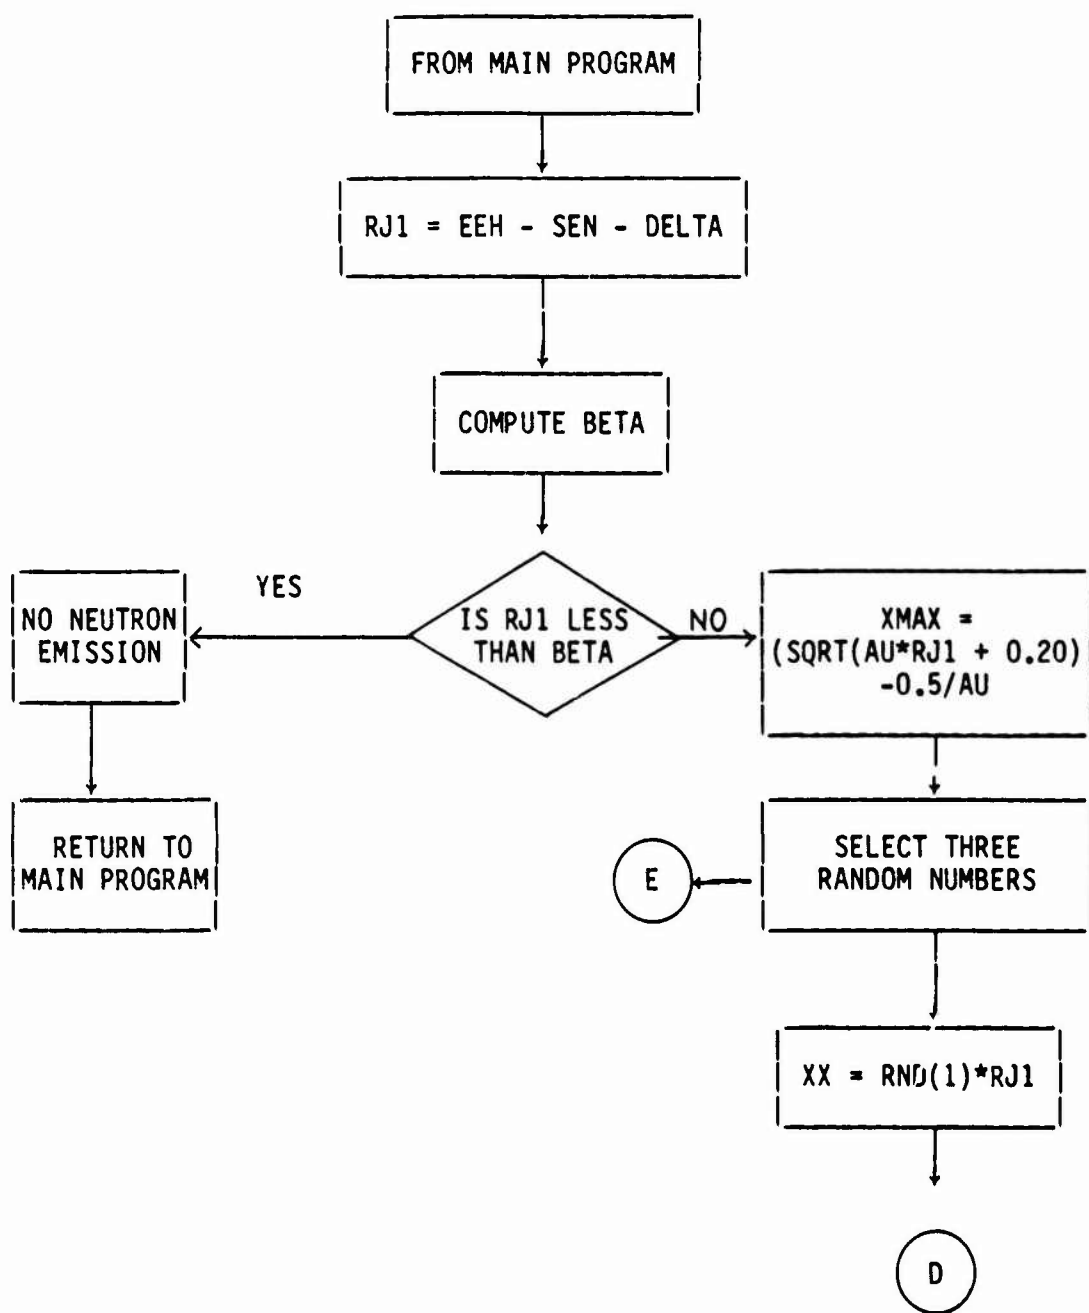 FROM MAIN PROGRAM
RJ1 = EEH - SEN - DELTA
COMPUTE BETA
YES
NO NEUTRON
EMISSION
IS RJ1 LESS
THAN BETA
NO
XMAX =
(SQRT(AU*RJ1 + 0.20)
-0.5/AU
RETURN TO
MAIN PROGRAM
E
SELECT THREE
RANDOM NUMBERS
XX = RND(1)*RJ1
D